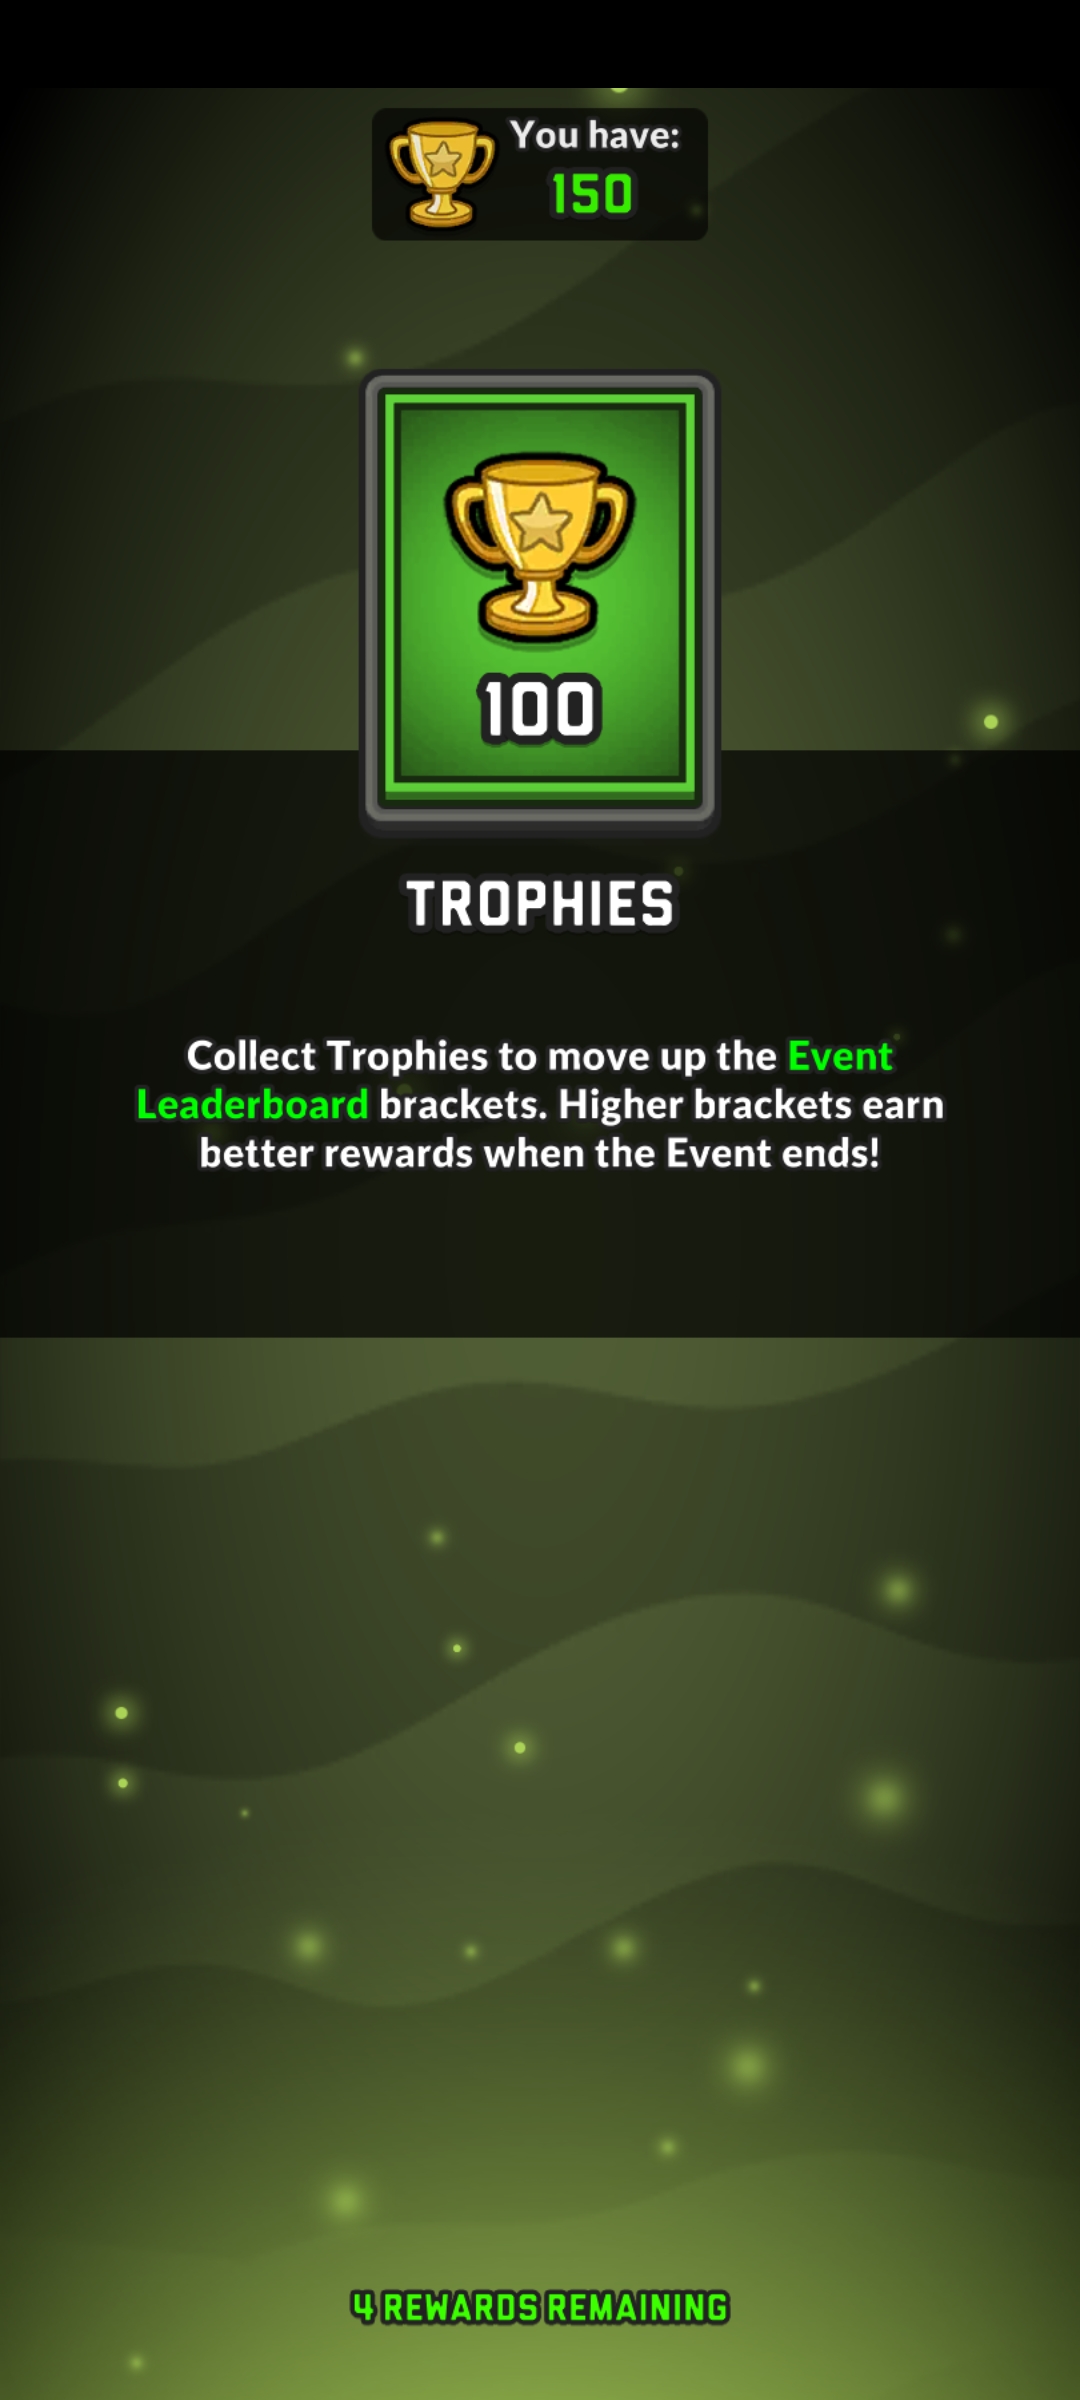 You have:
150
100
TROPHIES
Collect Trophies to move up the Event
Leaderboard brackets. Higher brackets earn
better rewards when the Event ends!
4 REWARDS REMAINING